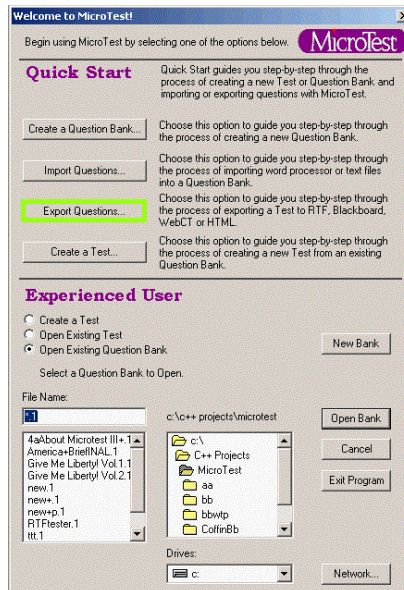 Welcome to MicroTest!
Begin using MicroTest by selecting one of the options below.
MicroTest
Quick Start
Quick Start guides you step-by-step through the
process of creating a new Test or Question Bank and
importing or exporting questions with MicroTest.
Create a Question Bank...
Choose this option to guide you step-by-step through
the process of creating a new Question Bank.
Import Questions...
Choose this option to guide you step-by-step through
the process of importing word processor or text files
into a Question Bank.
Export Questions...
Choose this option to guide you step-by-step through
the process of exporting a Test to RTF, Blackboard,
WebCT or HTML.
Create a Test...
Choose this option to guide you step-by-step through
the process of creating a new Test from an existing
Question Bank.
Experienced User
Create a Test
Open Existing Test
Open Existing Question Bank
New Bank
Select a Question Bank to Open.
File Name:
*.1
c:\c++ projects\microtest
Open Bank
4aAbout Microtest III+.1
America+BriefINAL.1
Give Me Liberty! Vol.1.1
Give Me Liberty! Vol.2.1
new.1
new+.1
new+p.1
RTFtester.1
ttt.1
c:\
C++ Projects
MicroTest
aa
bb
bbwtp
CoffinBb
Cancel
Exit Program
Drives:
c:
Network...